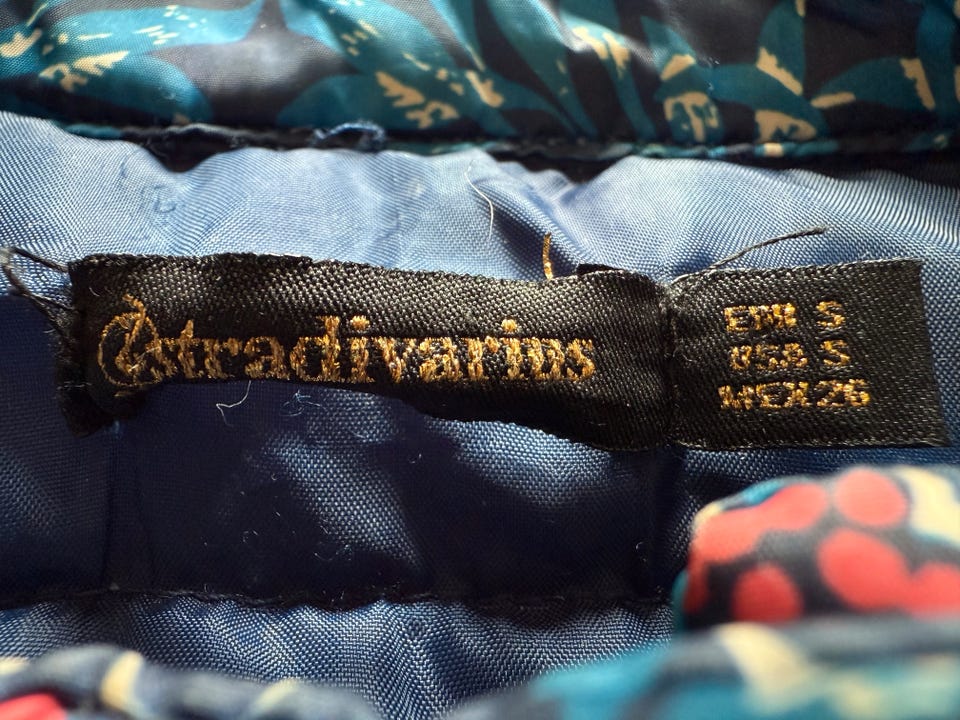 stradivarius
EUR S
USA S
MEX 26